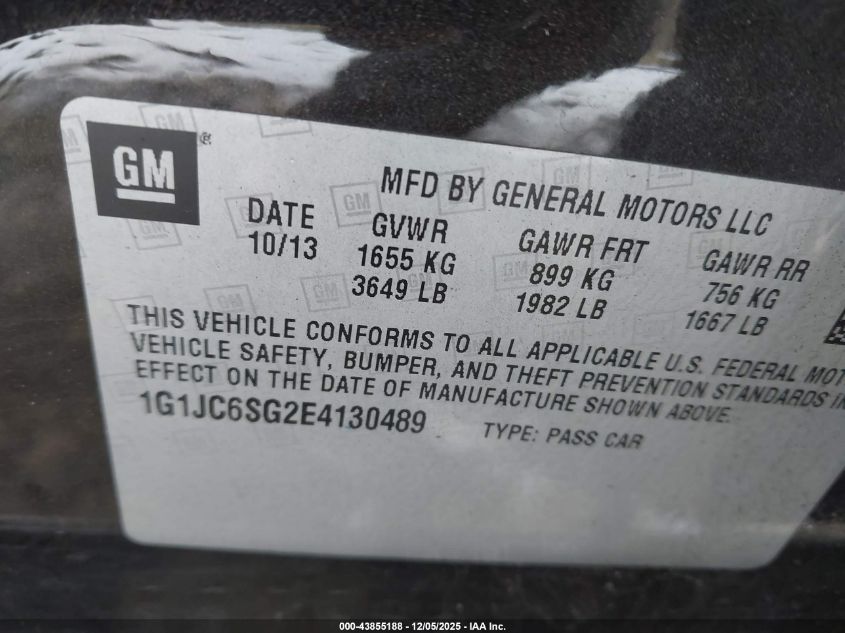 GM
MFD BY GENERAL MOTORS LLC
DATE GVWR GAWR FRT GAWR RR
10/13 1655 KG 899 KG 756 KG
3649 LB 1982 LB 1667 LB
THIS VEHICLE CONFORMS TO ALL APPLICABLE U.S. FEDERAL MOT
VEHICLE SAFETY, BUMPER, AND THEFT PREVENTION STANDARDS IN
EFFECT ON THE DATE OF MANUFACTURE SHOWN ABOVE.
1G1JC6SG2E4130489 TYPE: PASS CAR
000-43855188 - 12/05/2025 - IAA Inc.